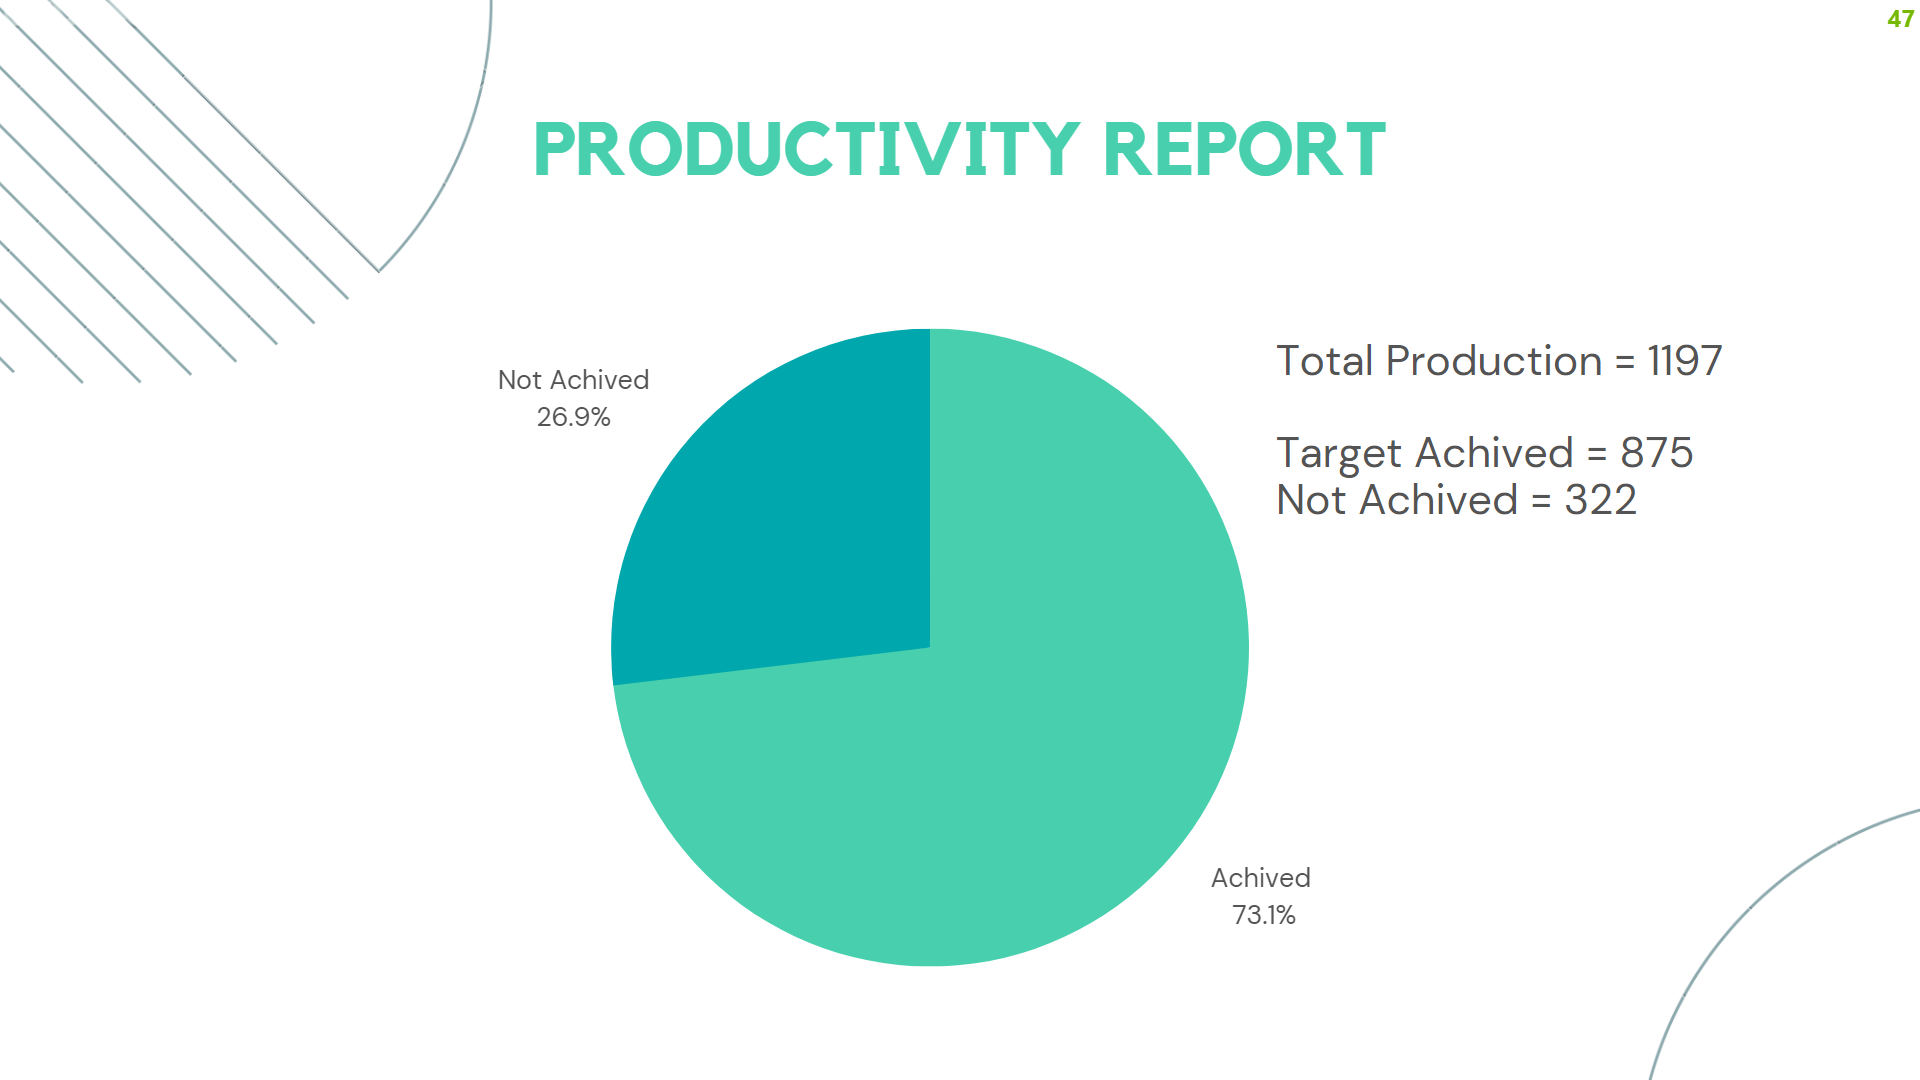 47
PRODUCTIVITY REPORT
Not Achived
26.9%
Total Production = 1197
Target Achived = 875
Not Achived = 322
Achived
73.1%